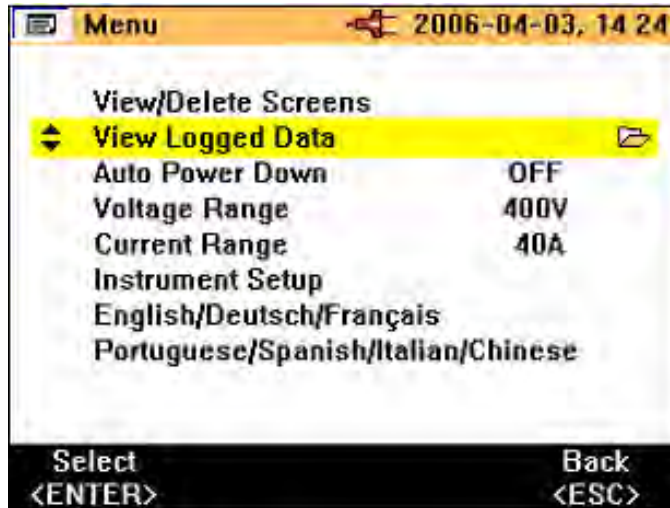 Menu 2006-04-03, 14 24
View/Delete Screens
View Logged Data
Auto Power Down OFF
Voltage Range 400V
Current Range 40A
Instrument Setup
English/Deutsch/Français
Portuguese/Spanish/Italian/Chinese
Select Back
<ENTER> <ESC>